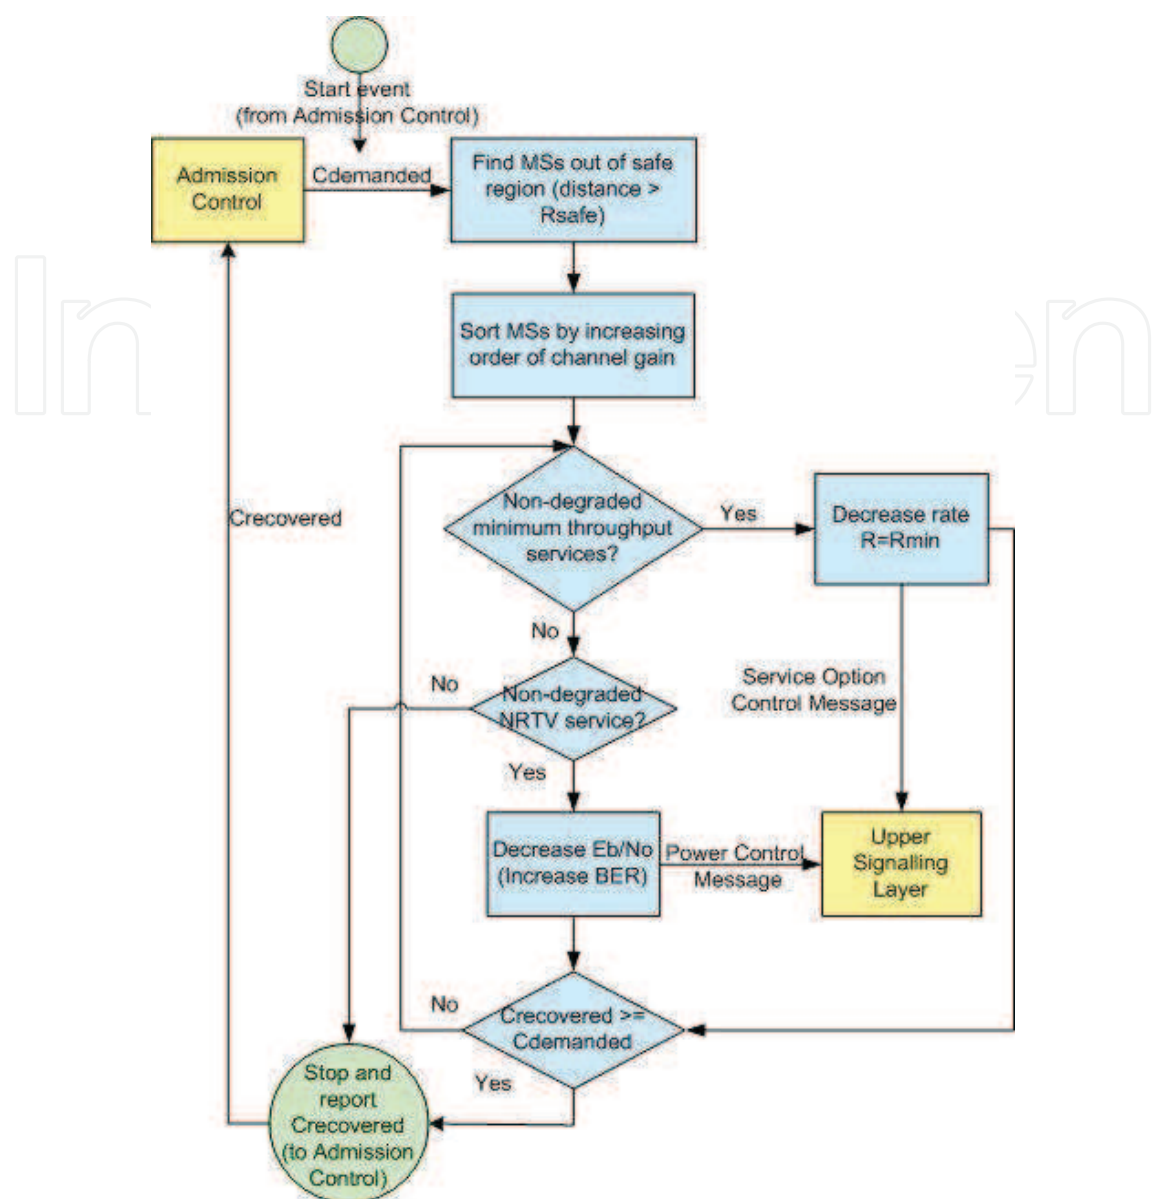 Start event
(from Admission Control)
Admission
Control
Cdemanded
Find MSs out of safe
region (distance >
Rsafe)
Sort MSs by increasing
order of channel gain
Crecovered
Non-degraded
minimum throughput
services?
Yes
Decrease rate
R=Rmin
No
No
Non-degraded
NRTV service?
Service Option
Control Message
Yes
Decrease Eb/No
(Increase BER)
Power Control
Message
Upper
Signalling
Layer
No
Crecovered >=
Cdemanded
Yes
Stop and
report
Crecovered
(to Admission
Control)